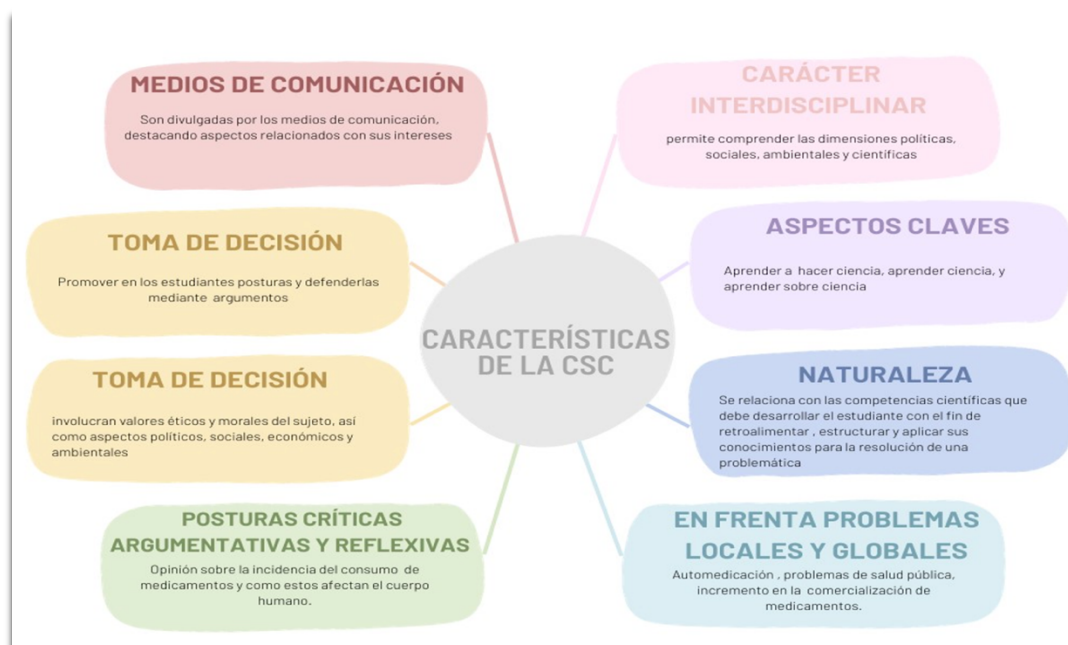 MEDIOS DE COMUNICACIÓN
Son divulgadas por los medios de comunicación,
destacando aspectos relacionados con sus intereses
CARÁCTER
INTERDISCIPLINAR
permite comprender las dimensiones políticas,
sociales, ambientales y científicas
TOMA DE DECISIÓN
Promover en los estudiantes posturas y defenderlas
mediante argumentos
ASPECTOS CLAVES
Aprender a hacer ciencia, aprender ciencia, y
aprender sobre ciencia
CARACTERÍSTICAS
DE LA CSC
TOMA DE DECISIÓN
involucran valores éticos y morales del sujeto, así
como aspectos políticos, sociales, económicos y
ambientales
NATURALEZA
Se relaciona con las competencias científicas que
debe desarrollar el estudiante con el fin de
retroalimentar , estructurar y aplicar sus
conocimientos para la resolución de una
problemática
POSTURAS CRÍTICAS
ARGUMENTATIVAS Y REFLEXIVAS
Opinión sobre la incidencia del consumo de
medicamentos y como estos afectan el cuerpo
humano.
EN FRENTA PROBLEMAS
LOCALES Y GLOBALES
Automedicación , problemas de salud pública,
incremento en la comercialización de
medicamentos.